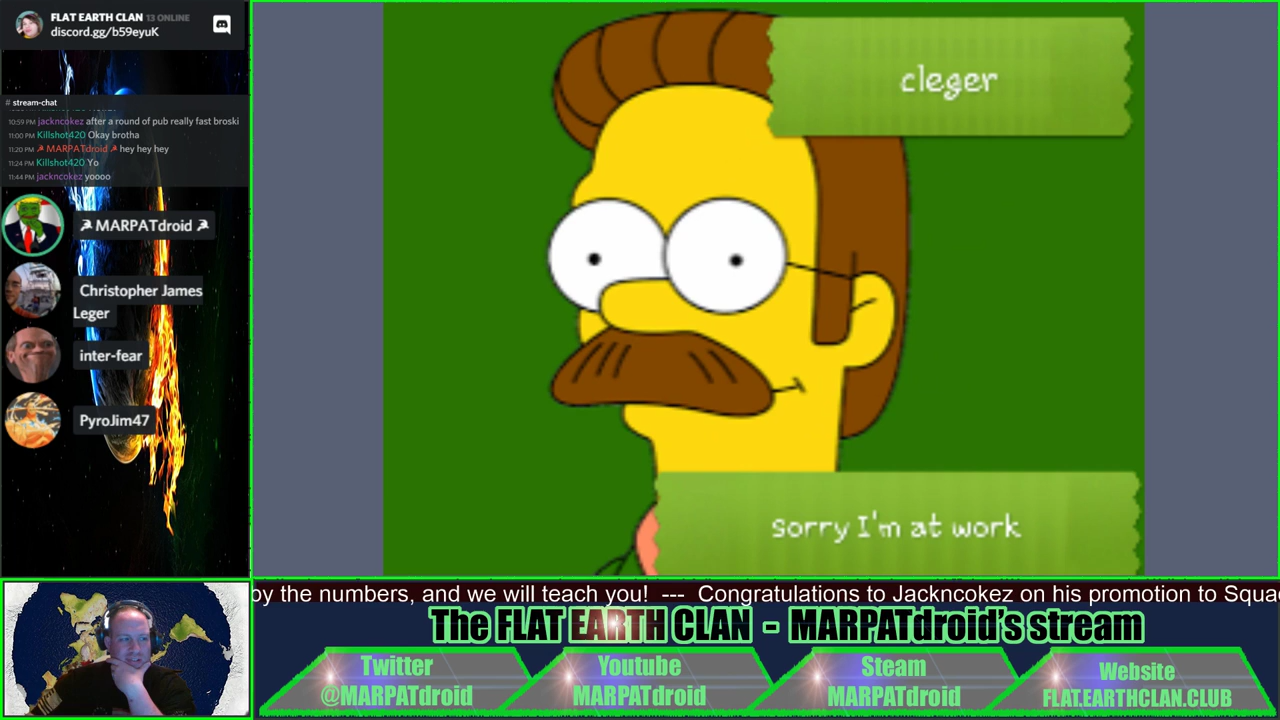 FLAT EARTH CLAN 13 ONLINE
discord.gg/b59eyuK
# stream-chat
10:59 PM jackncokez after a round of pub really fast broski
11:00 PM Killshot420 Okay brotha
11:20 PM ☭ MARPATdroid ☭ hey hey hey
11:24 PM Killshot420 Yo
11:44 PM jackncokez yoooo
☭ MARPATdroid ☭
Christopher James
Leger
inter-fear
PyroJim47
cleger
sorry I'm at work
by the numbers, and we will teach you! --- Congratulations to Jackncokez on his promotion to Squa
The FLAT EARTH CLAN - MARPATdroid's stream
Twitter
@MARPATdroid
Youtube
MARPATdroid
Steam
MARPATdroid
Website
FLAT.EARTHCLAN.CLUB